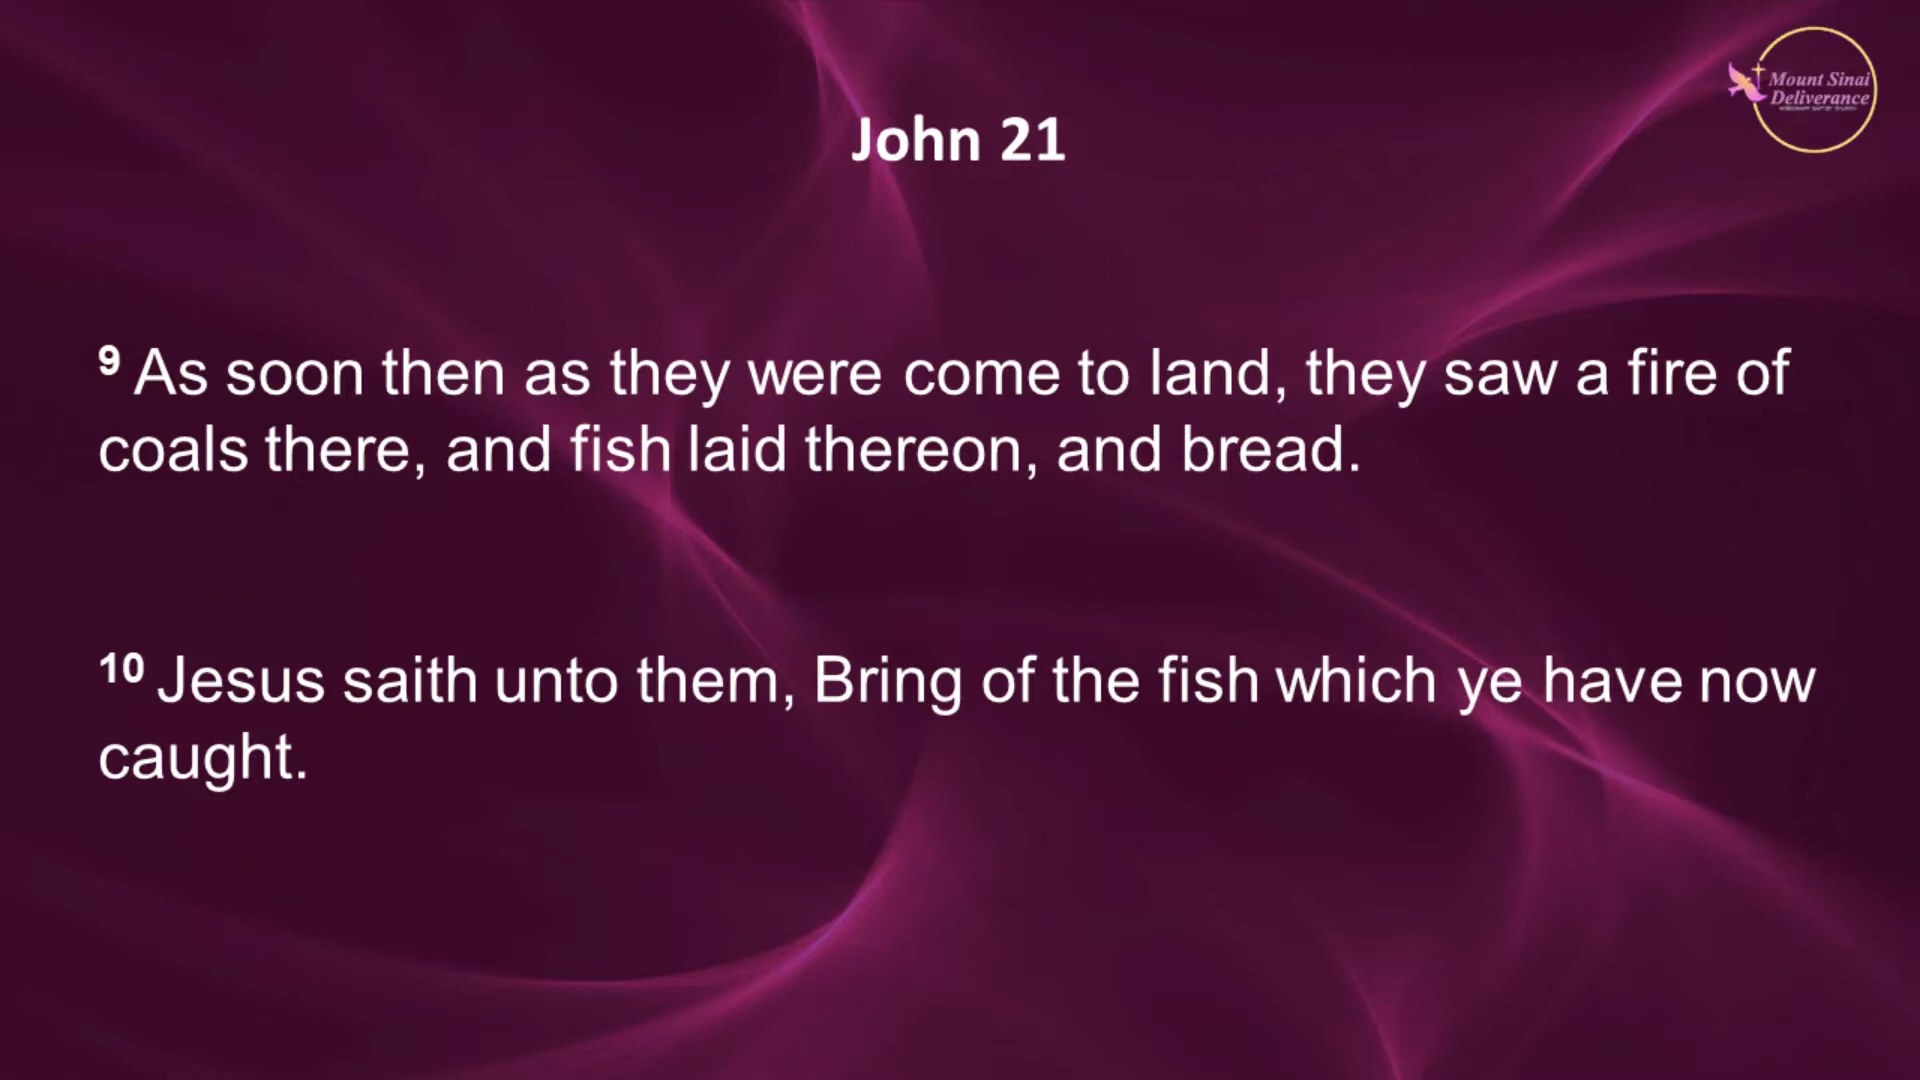 Mount Sinai
Deliverance
John 21
9 As soon then as they were come to land, they saw a fire of
coals there, and fish laid thereon, and bread.
10 Jesus saith unto them, Bring of the fish which ye have now
caught.